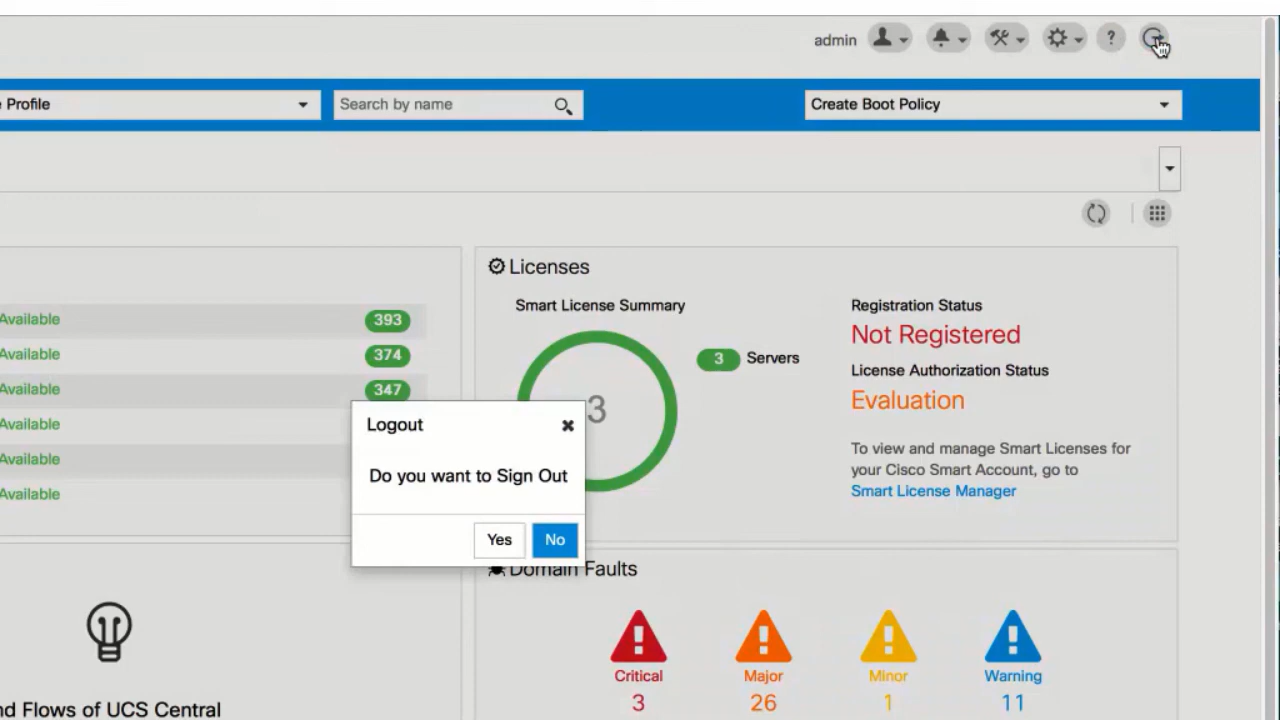 admin
?
Profile
Search by name
Create Boot Policy
Available 393
Available 374
Available 347
Available
Available
Available
Licenses
Smart License Summary
3
3 Servers
Registration Status
Not Registered
License Authorization Status
Evaluation
To view and manage Smart Licenses for
your Cisco Smart Account, go to
Smart License Manager
Logout
Do you want to Sign Out
Yes No
Domain Faults
Critical
3
Major
26
Minor
1
Warning
11
nd Flows of UCS Central